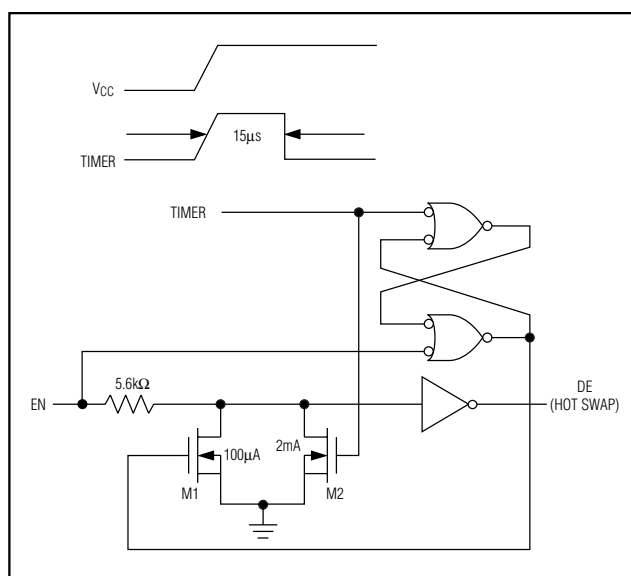 VCC
15µs
TIMER
TIMER
5.6kΩ
EN
DE
(HOT SWAP)
100µA
2mA
M1
M2